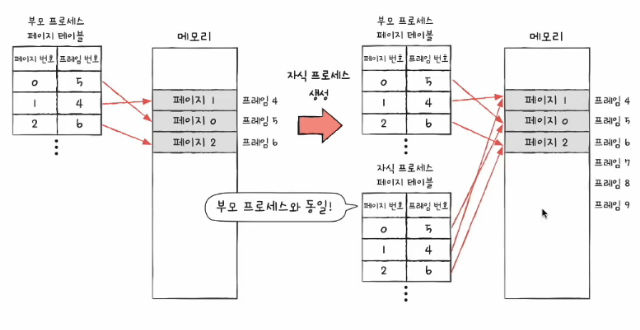 부모 프로세스
페이지 테이블
페이지 번호 프레임 번호
0 5
1 4
2 6
메모리
페이지 1 프레임 4
페이지 0 프레임 5
페이지 2 프레임 6
자식 프로세스
생성
부모 프로세스
페이지 테이블
페이지 번호 프레임 번호
0 5
1 4
2 6
부모 프로세스와 동일!
자식 프로세스
페이지 테이블
페이지 번호 프레임 번호
0 5
1 4
2 6
메모리
페이지 1 프레임 4
페이지 0 프레임 5
페이지 2 프레임 6
프레임 7
프레임 8
프레임 9